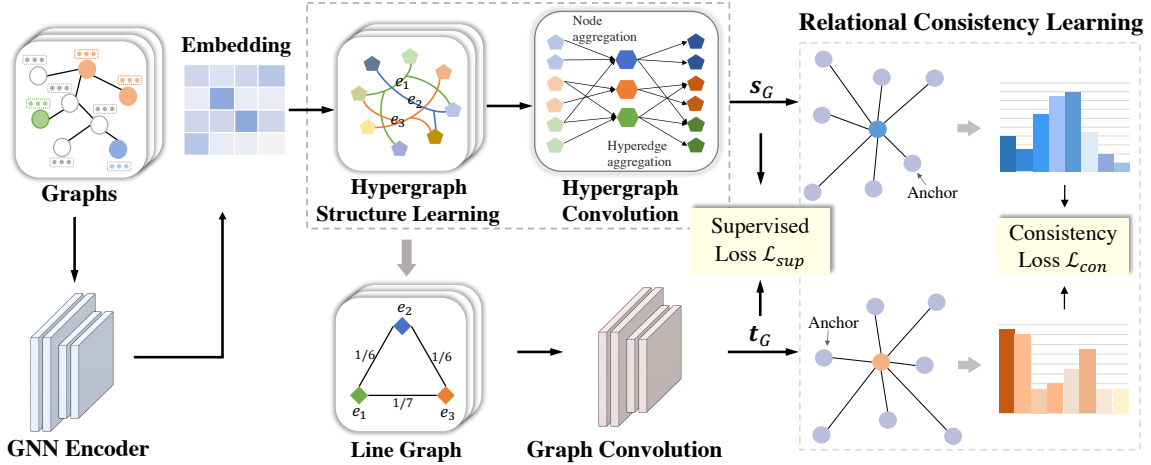 Relational Consistency Learning
Embedding
Node
aggregation
e1
e2
e3
Hyperedge
aggregation
Graphs
Hypergraph
Structure Learning
Hypergraph
Convolution
s_G
Anchor
Supervised
Loss ℒ_sup
Consistency
Loss ℒ_con
t_G
Anchor
e2
1/6
1/6
e1
1/7
e3
GNN Encoder
Line Graph
Graph Convolution